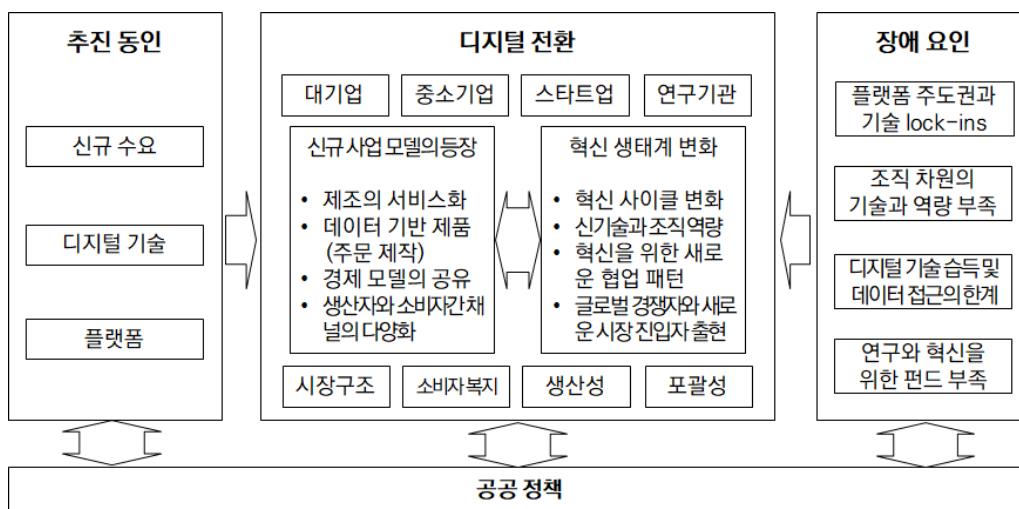 추진 동인
신규 수요
디지털 기술
플랫폼
디지털 전환
대기업
중소기업
스타트업
연구기관
신규 사업 모델의 등장
• 제조의 서비스화
• 데이터 기반 제품
(주문 제작)
• 경제 모델의 공유
• 생산자와 소비자간 채
널의 다양화
혁신 생태계 변화
• 혁신 사이클 변화
• 신기술과 조직 역량
• 혁신을 위한 새로
운 협업 패턴
• 글로벌 경쟁자와 새로
운 시장 진입자 출현
시장구조
소비자 복지
생산성
포괄성
장애 요인
플랫폼 주도권과
기술 lock-ins
조직 차원의
기술과 역량 부족
디지털 기술 습득 및
데이터 접근의 한계
연구와 혁신을
위한 펀드 부족
공공 정책